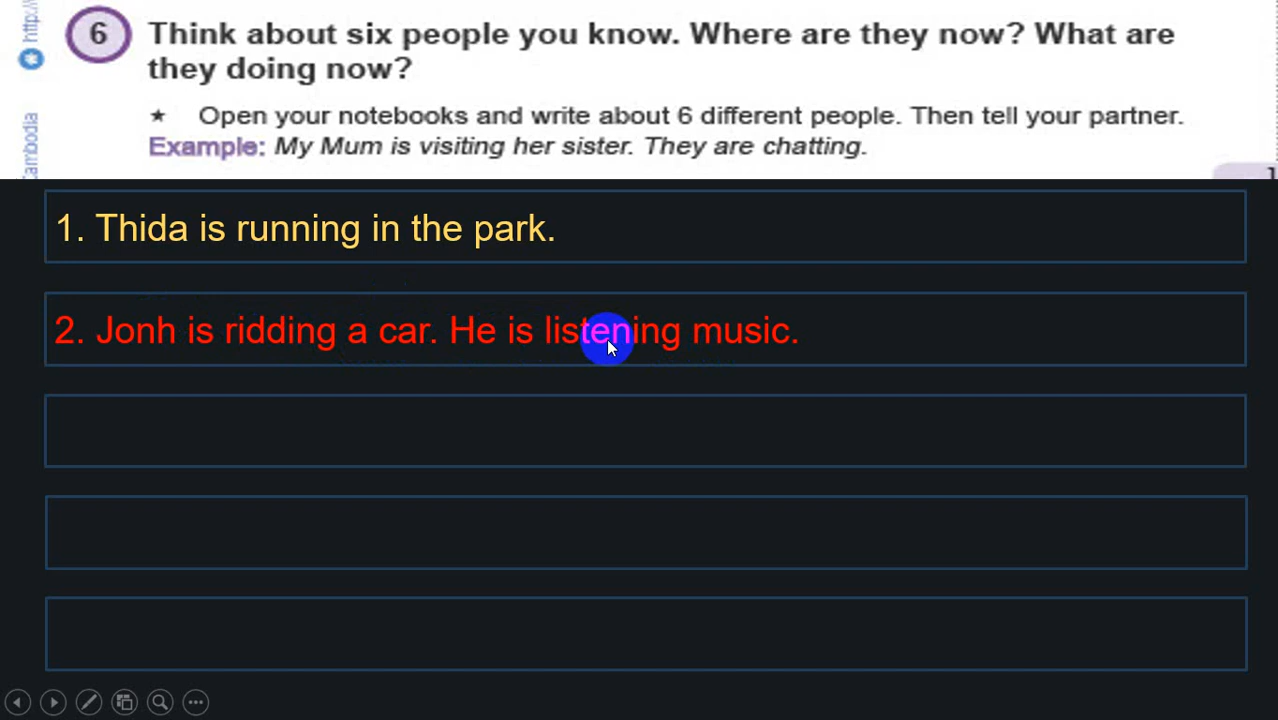 http://
Cambodia
6
Think about six people you know. Where are they now? What are
they doing now?
★ Open your notebooks and write about 6 different people. Then tell your partner.
Example: My Mum is visiting her sister. They are chatting.
1. Thida is running in the park.
2. Jonh is ridding a car. He is listening music.